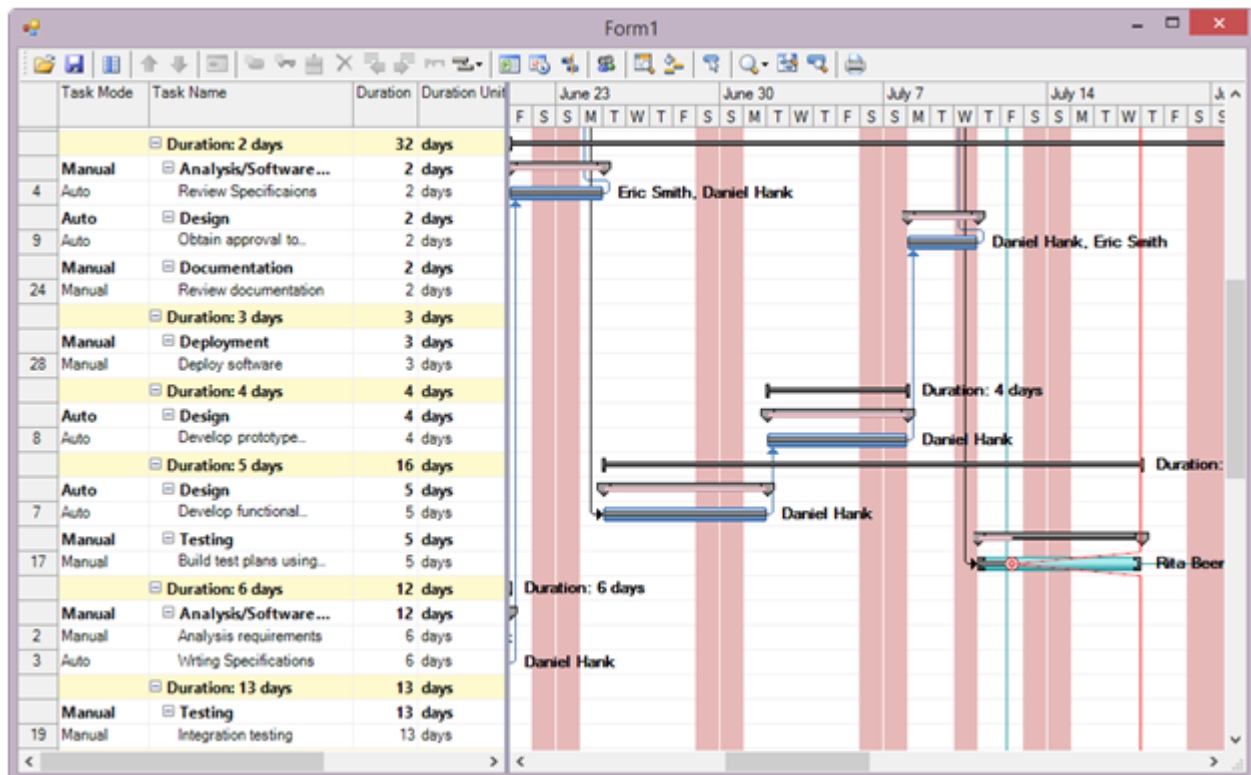 Form1
Task Mode Task Name Duration Duration Unit June 23 June 30 July 7 July 14
F S S M T W T F S S M T W T F S S M T W T F S S M T W T F S S
Duration: 2 days 32 days
Manual Analysis/Software... 2 days
4 Auto Review Specificaions 2 days Eric Smith, Daniel Hank
Auto Design 2 days
9 Auto Obtain approval to... 2 days Daniel Hank, Eric Smith
Manual Documentation 2 days
24 Manual Review documentation 2 days
Duration: 3 days 3 days
Manual Deployment 3 days
28 Manual Deploy software 3 days
Duration: 4 days 4 days Duration: 4 days
Auto Design 4 days
8 Auto Develop prototype... 4 days Daniel Hank
Duration: 5 days 16 days Duration:
Auto Design 5 days
7 Auto Develop functional... 5 days Daniel Hank
Manual Testing 5 days
17 Manual Build test plans using... 5 days Rita Beer
Duration: 6 days 12 days Duration: 6 days
Manual Analysis/Software... 12 days
2 Manual Analysis requirements 6 days
3 Auto Writing Specifications 6 days Daniel Hank
Duration: 13 days 13 days
Manual Testing 13 days
19 Manual Integration testing 13 days